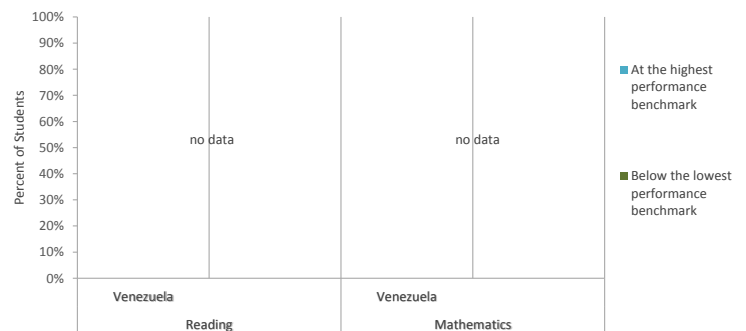 100%
90%
80%
70%
60%
50%
40%
30%
20%
10%
0%
Percent of Students
no data
no data
Venezuela
Venezuela
Reading
Mathematics
At the highest
performance
benchmark
Below the lowest
performance
benchmark